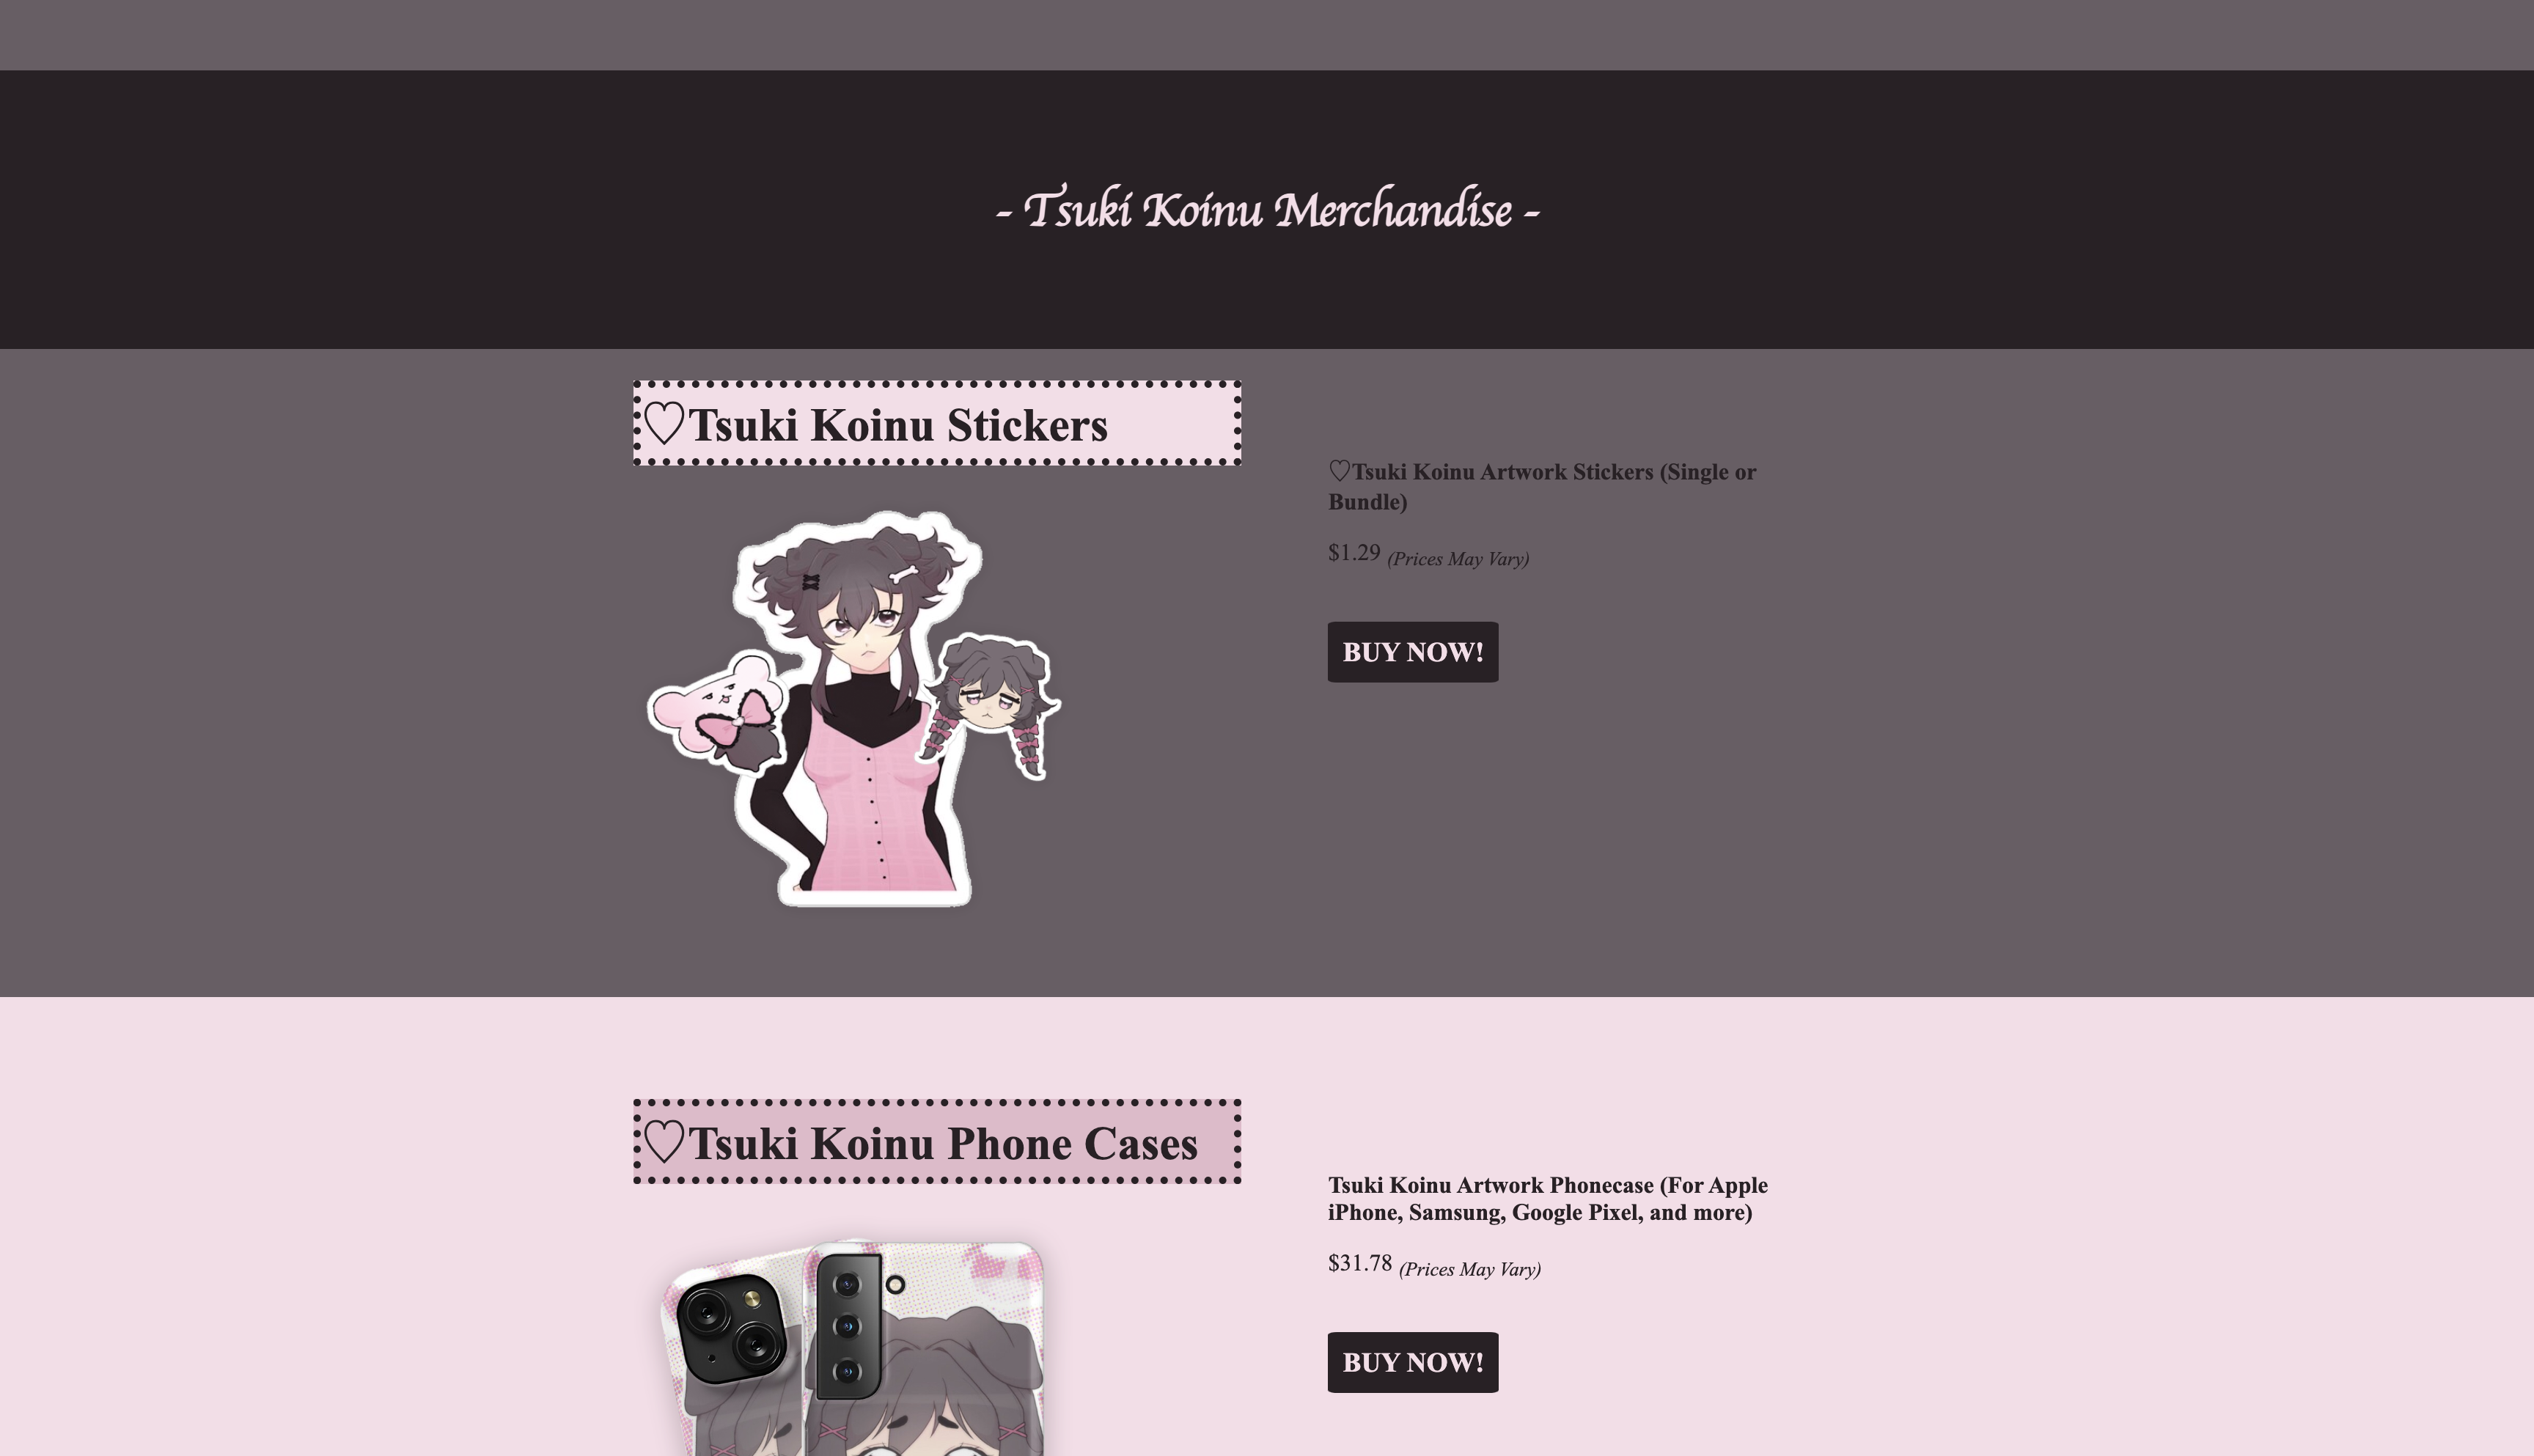 - Tsuki Koinu Merchandise -
♡Tsuki Koinu Stickers
♡Tsuki Koinu Artwork Stickers (Single or
Bundle)
$1.29 (Prices May Vary)
BUY NOW!
♡Tsuki Koinu Phone Cases
Tsuki Koinu Artwork Phonecase (For Apple
iPhone, Samsung, Google Pixel, and more)
$31.78 (Prices May Vary)
BUY NOW!